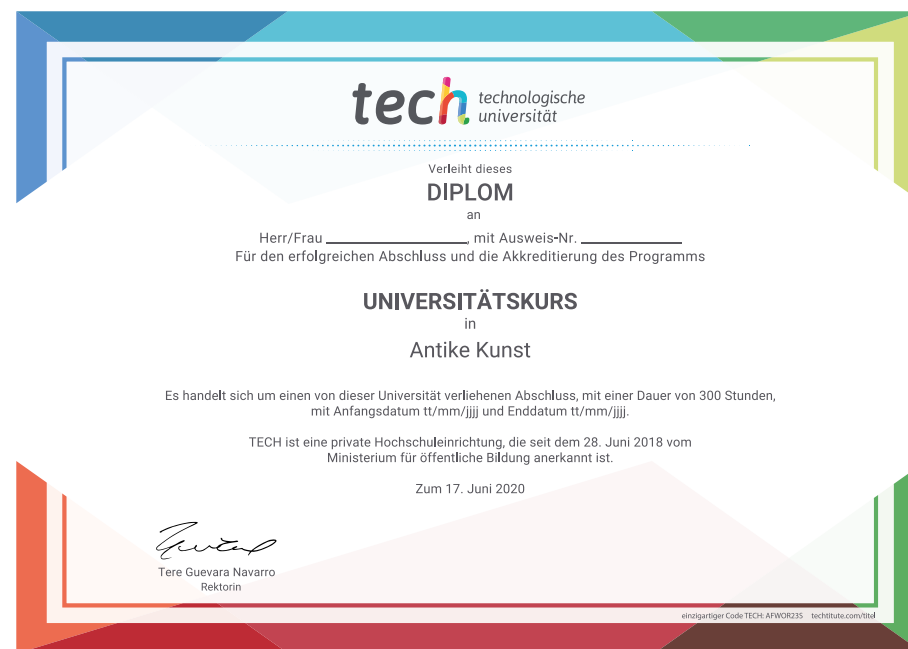 tech technologische
universität
Verleiht dieses
DIPLOM
an
Herr/Frau ____________, mit Ausweis-Nr. ____________
Für den erfolgreichen Abschluss und die Akkreditierung des Programms
UNIVERSITÄTSKURS
in
Antike Kunst
Es handelt sich um einen von dieser Universität verliehenen Abschluss, mit einer Dauer von 300 Stunden,
mit Anfangsdatum tt/mm/jjjj und Enddatum tt/mm/jjjj.
TECH ist eine private Hochschuleinrichtung, die seit dem 28. Juni 2018 vom
Ministerium für öffentliche Bildung anerkannt ist.
Zum 17. Juni 2020
Tere Guevara Navarro
Rektorin
einzigartiger Code TECH: AFWOR23S techtitute.com/titel